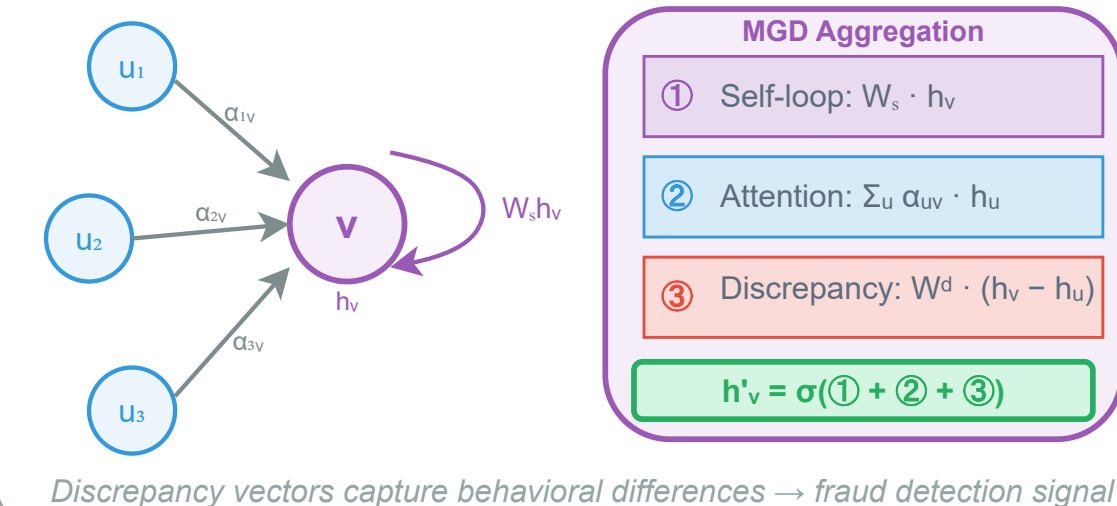 u₁
α₁ᵥ
u₂
α₂ᵥ
v
Wₛhᵥ
hᵥ
α₃ᵥ
u₃
MGD Aggregation
① Self-loop: Wₛ · hᵥ
② Attention: Σᵤ αᵤᵥ · hᵤ
③ Discrepancy: Wᵈ · (hᵥ − hᵤ)
h'ᵥ = σ(① + ② + ③)
Discrepancy vectors capture behavioral differences → fraud detection signal